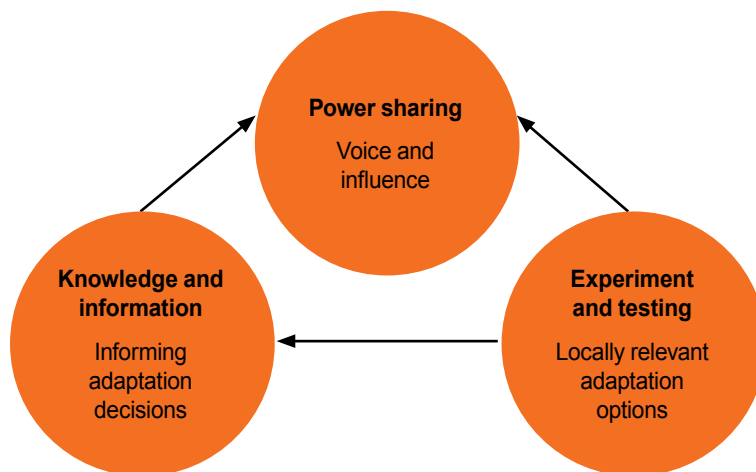 Power sharing
Voice and
influence
Knowledge and
information
Informing
adaptation
decisions
Experiment
and testing
Locally relevant
adaptation
options